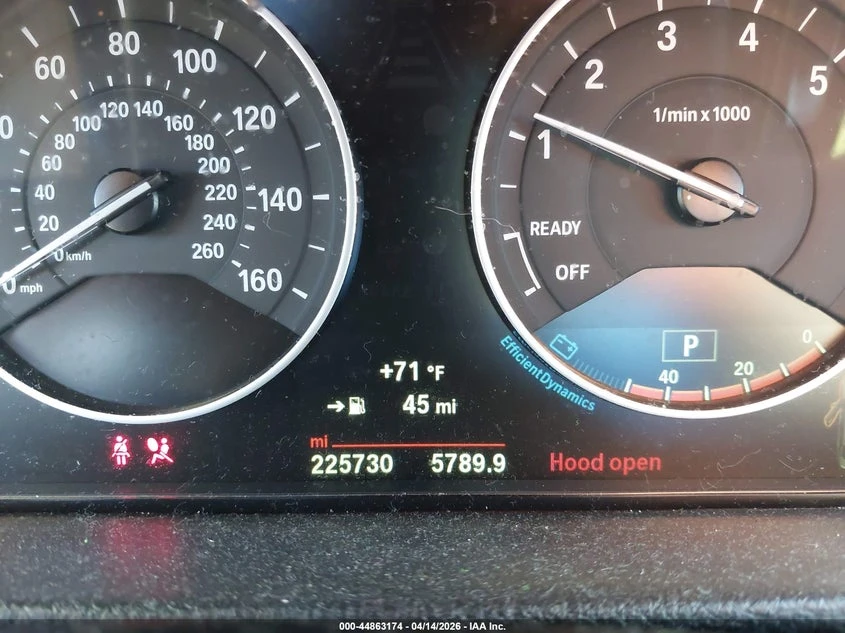 60
80
100
120
140
160
20
40
60
80
100
120
140
160
180
200
220
240
260
0 km/h
0 mph
1
2
3
4
5
1/min x 1000
READY
OFF
P
40
20
0
EfficientDynamics
+71 °F
45 mi
mi
225730 5789.9
Hood open
000-44863174 - 04/14/2026 - IAA Inc.